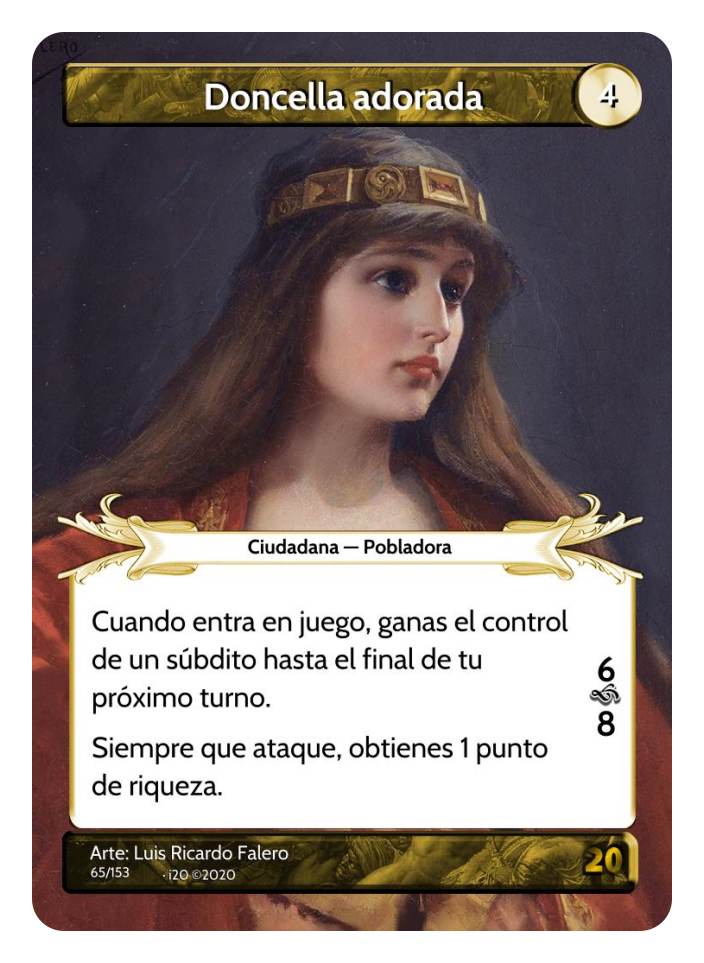 LERO
Doncella adorada
4
Ciudadana — Pobladora
Cuando entra en juego, ganas el control
de un súbdito hasta el final de tu
próximo turno.
Siempre que ataque, obtienes 1 punto
de riqueza.
6
8
Arte: Luis Ricardo Falero
65/153 · i20 ©2020
20